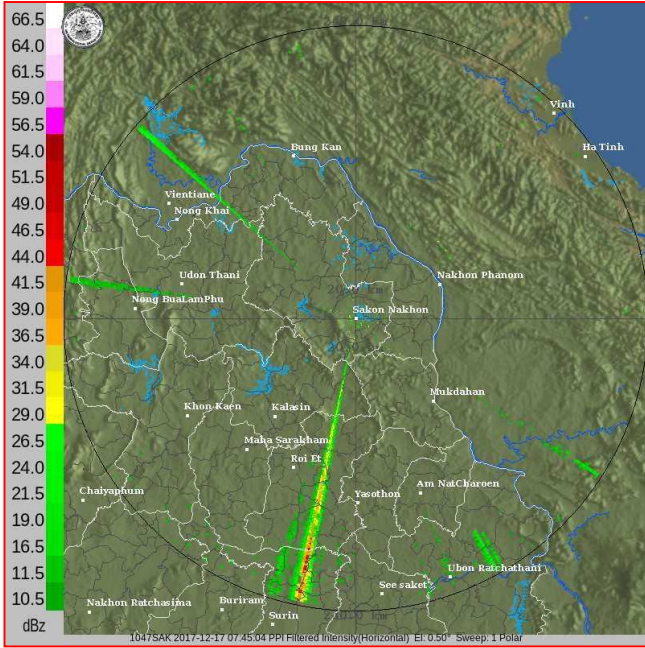 66.5
64.0
61.5
59.0
56.5
54.0
51.5
49.0
46.5
44.0
41.5
39.0
36.5
34.0
31.5
29.0
26.5
24.0
21.5
19.0
16.5
14.0
11.5
10.5
dBz
Vinh
Ha Tinh
Bung Kan
Vientiane
Nong Khai
Udon Thani
Nakhon Phanom
Nong BuaLamPhu
Sakon Nakhon
Mukdahan
Khon Kaen
Kalasin
Maha Sarakham
Roi Et
Chaiyaphum
Am NatCharoen
Yasothon
Ubon Ratchathani
See saket
Nakhon Ratchasima
Buriram
Surin
1047SAK 2017-12-17 07:45:04 PPI Filtered Intensity(Horizontal) El: 0.50° Sweep: 1 Polar